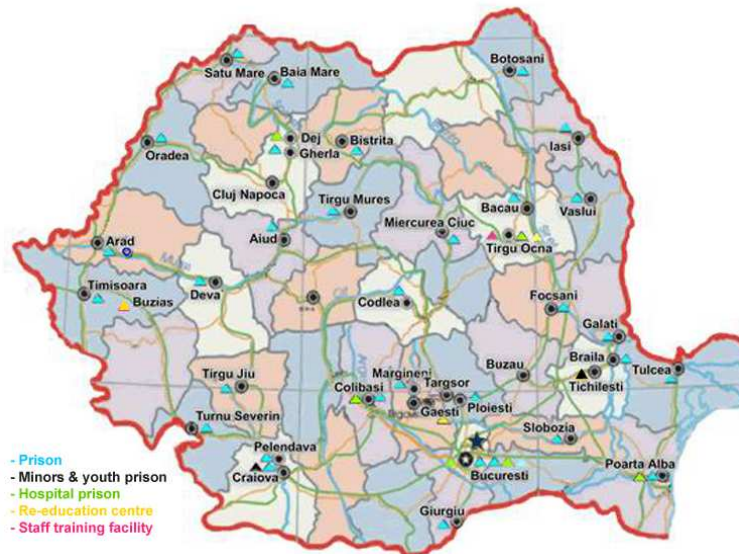 Botosani
Satu Mare
Baia Mare
Dej
Bistrita
Gherla
Oradea
Iasi
Cluj Napoca
Tirgu Mures
Bacau
Vaslui
Miercurea Ciuc
Aiud
Arad
Tirgu Ocna
Timisoara
Deva
Buzias
Codlea
Focsani
Galati
Braila
Tulcea
Buzau
Tichilesti
Tirgu Jiu
Margineni
Targsor
Colibasi
Gaesti
Ploiesti
Turnu Severin
Slobozia
Pelendava
Bucuresti
Poarta Alba
Craiova
Giurgiu
- Prison
- Minors & youth prison
- Hospital prison
- Re-education centre
- Staff training facility